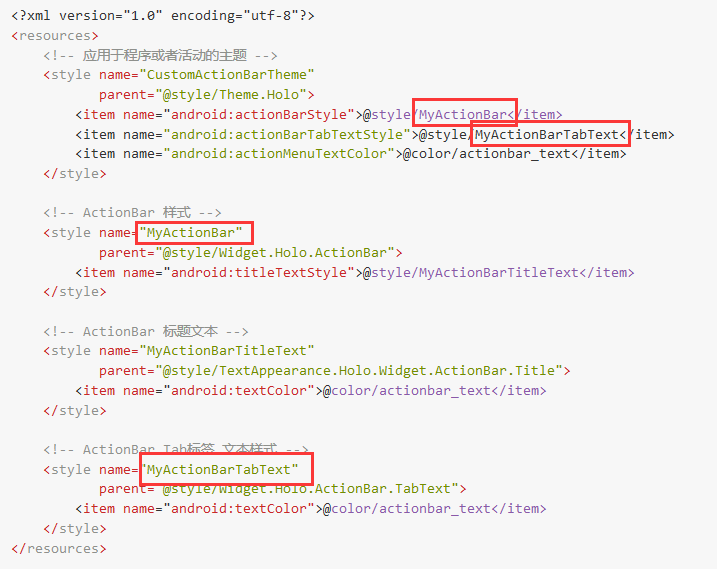 <?xml version="1.0" encoding="utf-8"?>
<resources>
    <!-- 应用于程序或者活动的主题 -->
    <style name="CustomActionBarTheme"
           parent="@style/Theme.Holo">
        <item name="android:actionBarStyle">@style/MyActionBar</item>
        <item name="android:actionBarTabTextStyle">@style/MyActionBarTabText</item>
        <item name="android:actionMenuTextColor">@color/actionbar_text</item>
    </style>

    <!-- ActionBar 样式 -->
    <style name="MyActionBar"
           parent="@style/Widget.Holo.ActionBar">
        <item name="android:titleTextStyle">@style/MyActionBarTitleText</item>
    </style>

    <!-- ActionBar 标题文本 -->
    <style name="MyActionBarTitleText"
           parent="@style/TextAppearance.Holo.Widget.ActionBar.Title">
        <item name="android:textColor">@color/actionbar_text</item>
    </style>

    <!-- ActionBar Tab标签 文本样式 -->
    <style name="MyActionBarTabText"
           parent="@style/Widget.Holo.ActionBar.TabText">
        <item name="android:textColor">@color/actionbar_text</item>
    </style>
</resources>